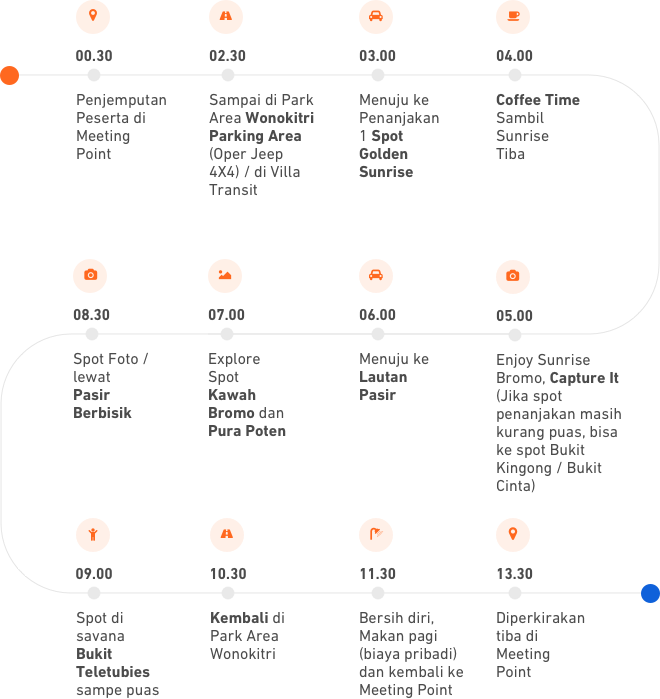 00.30
Penjemputan
Peserta di
Meeting
Point
02.30
Sampai di Park
Area Wonokitri
Parking Area
(Oper Jeep
4X4) / di Villa
Transit
03.00
Menuju ke
Penanjakan
1 Spot
Golden
Sunrise
04.00
Coffee Time
Sambil
Sunrise
Tiba
05.00
Enjoy Sunrise
Bromo, Capture It
(Jika spot
penanjakan masih
kurang puas, bisa
ke spot Bukit
Kingong / Bukit
Cinta)
06.00
Menuju ke
Lautan
Pasir
07.00
Explore
Spot
Kawah
Bromo dan
Pura Poten
08.30
Spot Foto /
lewat
Pasir
Berbisik
09.00
Spot di
savana
Bukit
Teletubies
sampe puas
10.30
Kembali di
Park Area
Wonokitri
11.30
Bersih diri,
Makan pagi
(biaya pribadi)
dan kembali ke
Meeting Point
13.30
Diperkirakan
tiba di
Meeting
Point